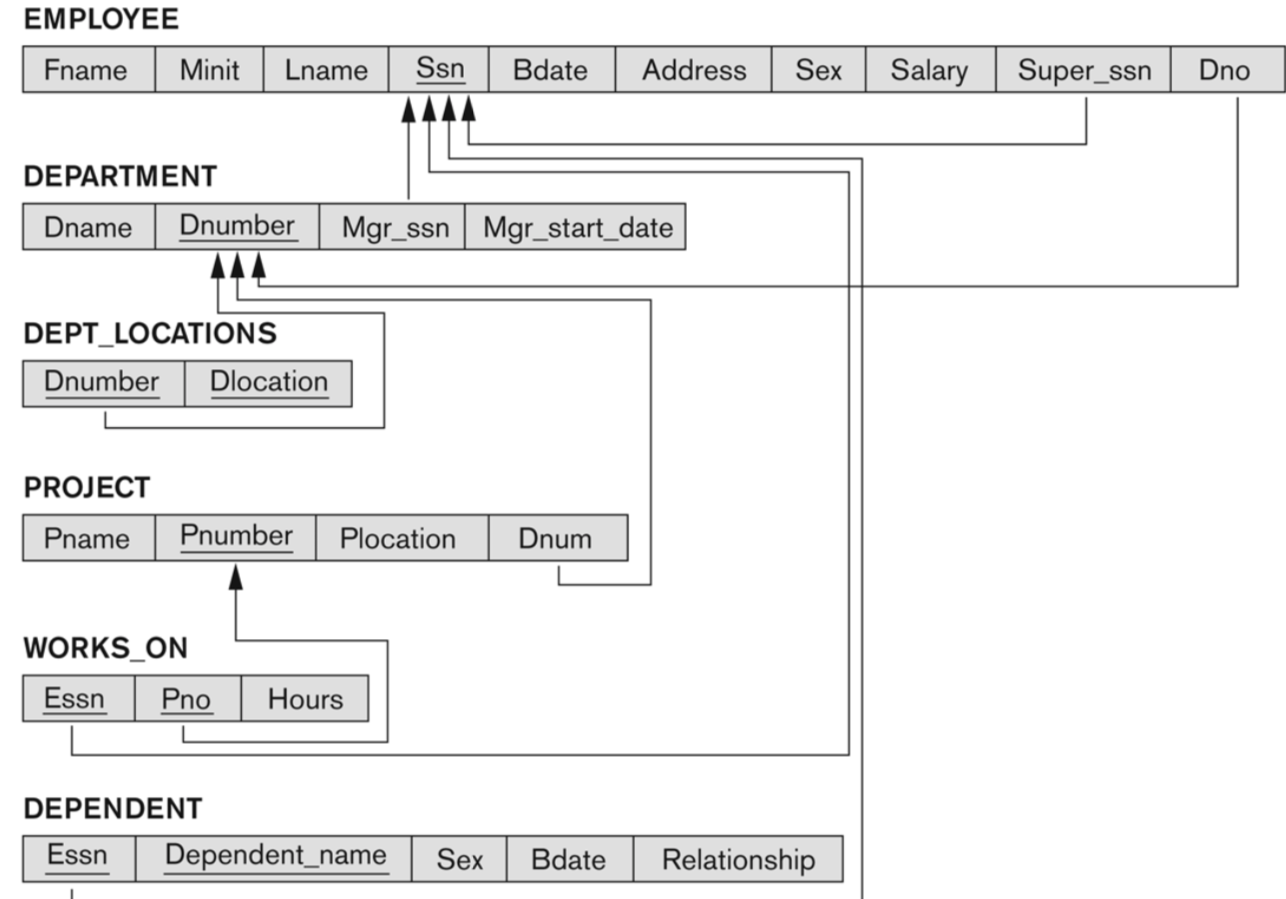 EMPLOYEE
Fname Minit Lname Ssn Bdate Address Sex Salary Super_ssn Dno
DEPARTMENT
Dname Dnumber Mgr_ssn Mgr_start_date
DEPT_LOCATIONS
Dnumber Dlocation
PROJECT
Pname Pnumber Plocation Dnum
WORKS_ON
Essn Pno Hours
DEPENDENT
Essn Dependent_name Sex Bdate Relationship